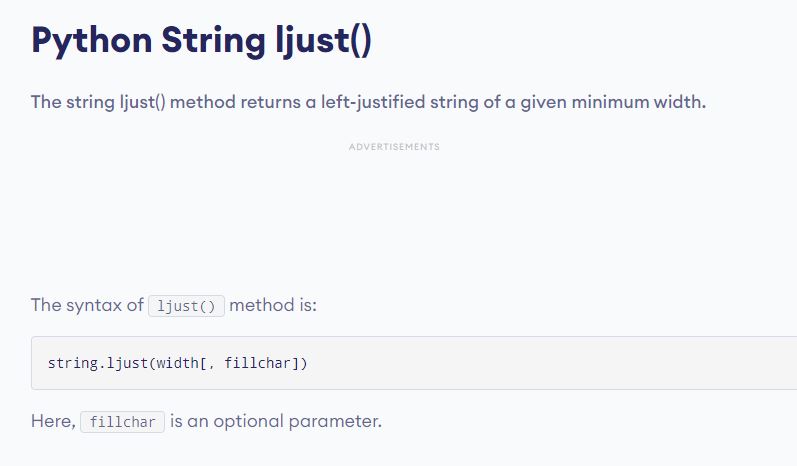 Python String ljust()
The string ljust() method returns a left-justified string of a given minimum width.
ADVERTISEMENTS
The syntax of ljust() method is:
string.ljust(width[, fillchar])
Here, fillchar is an optional parameter.